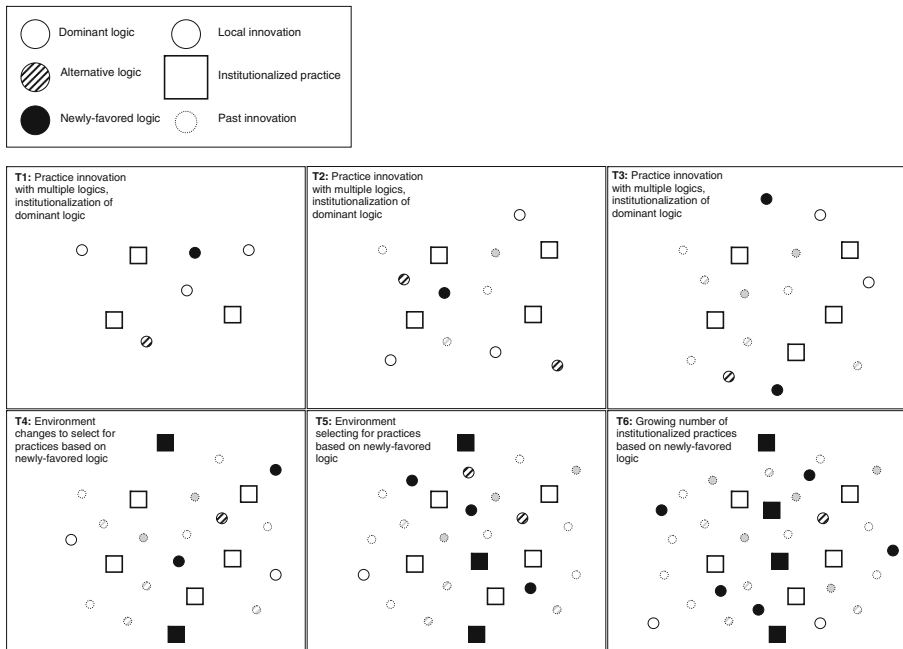 Dominant logic
Local innovation
Alternative logic
Institutionalized practice
Newly-favored logic
Past innovation
T1: Practice innovation
with multiple logics,
institutionalization of
dominant logic
T2: Practice innovation
with multiple logics,
institutionalization of
dominant logic
T3: Practice innovation
with multiple logics,
institutionalization of
dominant logic
T4: Environment
changes to select for
practices based on
newly-favored logic
T5: Environment
selecting for practices
based on newly-favored
logic
T6: Growing number of
institutionalized practices
based on newly-favored
logic